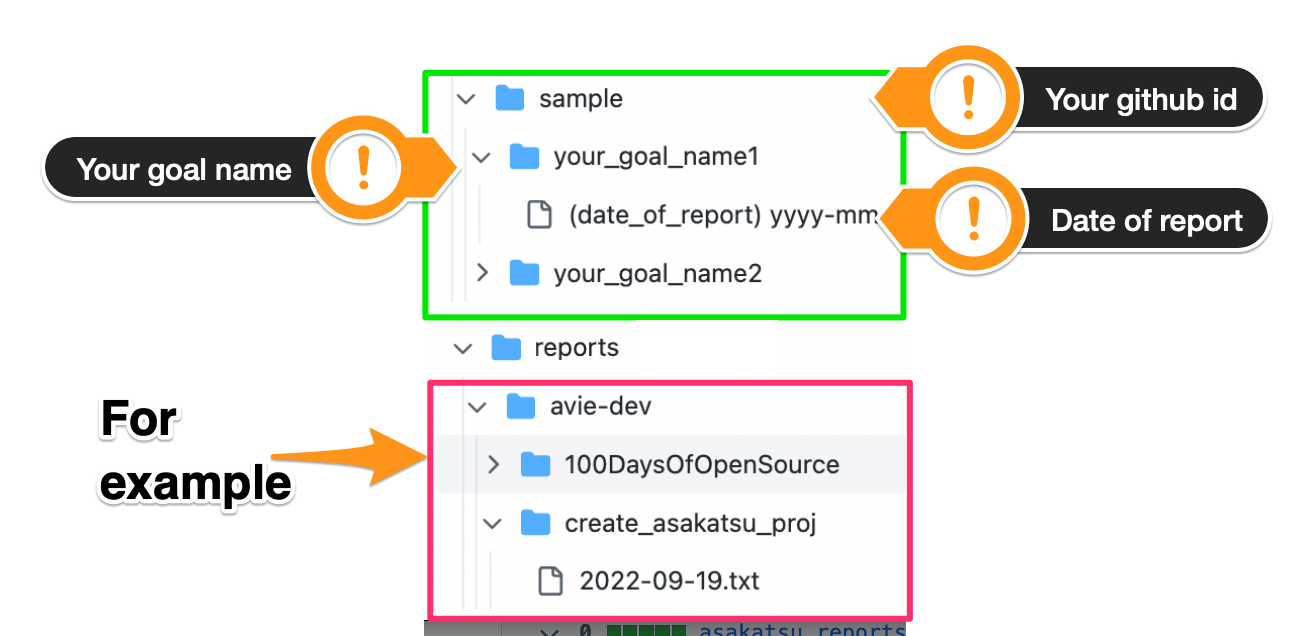 sample
Your github id
Your goal name
your_goal_name1
(date_of_report) yyyy-mm
Date of report
your_goal_name2
reports
For
example
avie-dev
100DaysOfOpenSource
create_asakatsu_proj
2022-09-19.txt
0 asakatsu_reports